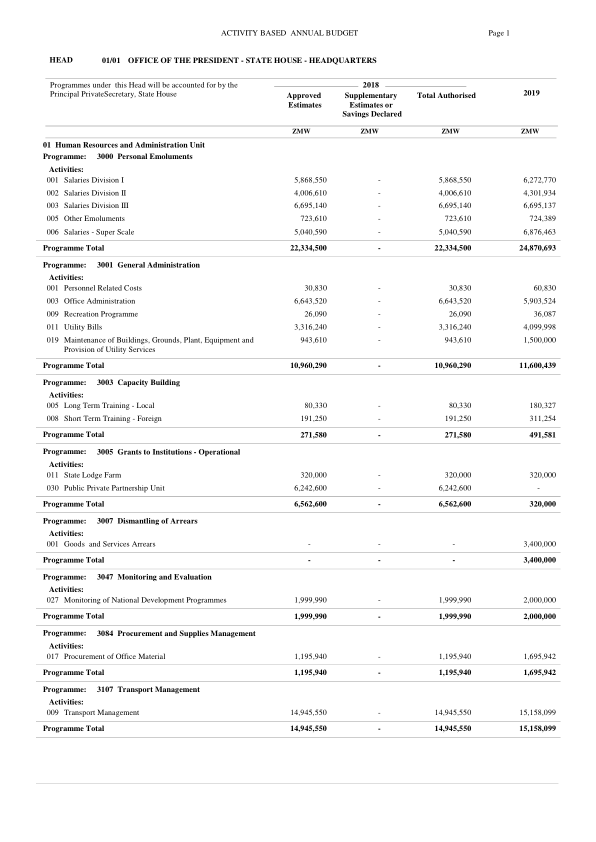 ACTIVITY BASED ANNUAL BUDGET Page 1
HEAD 01/01 OFFICE OF THE PRESIDENT - STATE HOUSE - HEADQUARTERS
Programmes under this Head will be accounted for by the
Principal PrivateSecretary, State House
2018
Approved Estimates Supplementary Estimates or Savings Declared Total Authorised 2019
ZMW ZMW ZMW ZMW
01 Human Resources and Administration Unit
Programme: 3000 Personal Emoluments
Activities:
001 Salaries Division I 5,868,550 - 5,868,550 6,272,770
002 Salaries Division II 4,006,610 - 4,006,610 4,301,934
003 Salaries Division III 6,695,140 - 6,695,140 6,695,137
005 Other Emoluments 723,610 - 723,610 724,389
006 Salaries - Super Scale 5,040,590 - 5,040,590 6,876,463
Programme Total 22,334,500 - 22,334,500 24,870,693
Programme: 3001 General Administration
Activities:
001 Personnel Related Costs 30,830 - 30,830 60,830
003 Office Administration 6,643,520 - 6,643,520 5,903,524
009 Recreation Programme 26,090 - 26,090 36,087
011 Utility Bills 3,316,240 - 3,316,240 4,099,998
019 Maintenance of Buildings, Grounds, Plant, Equipment and 943,610 - 943,610 1,500,000
Provision of Utility Services
Programme Total 10,960,290 - 10,960,290 11,600,439
Programme: 3003 Capacity Building
Activities:
005 Long Term Training - Local 80,330 - 80,330 180,327
008 Short Term Training - Foreign 191,250 - 191,250 311,254
Programme Total 271,580 - 271,580 491,581
Programme: 3005 Grants to Institutions - Operational
Activities:
011 State Lodge Farm 320,000 - 320,000 320,000
030 Public Private Partnership Unit 6,242,600 - 6,242,600 -
Programme Total 6,562,600 - 6,562,600 320,000
Programme: 3007 Dismantling of Arrears
Activities:
001 Goods and Services Arrears - - - 3,400,000
Programme Total - - - 3,400,000
Programme: 3047 Monitoring and Evaluation
Activities:
027 Monitoring of National Development Programmes 1,999,990 - 1,999,990 2,000,000
Programme Total 1,999,990 - 1,999,990 2,000,000
Programme: 3084 Procurement and Supplies Management
Activities:
017 Procurement of Office Material 1,195,940 - 1,195,940 1,695,942
Programme Total 1,195,940 - 1,195,940 1,695,942
Programme: 3107 Transport Management
Activities:
009 Transport Management 14,945,550 - 14,945,550 15,158,099
Programme Total 14,945,550 - 14,945,550 15,158,099